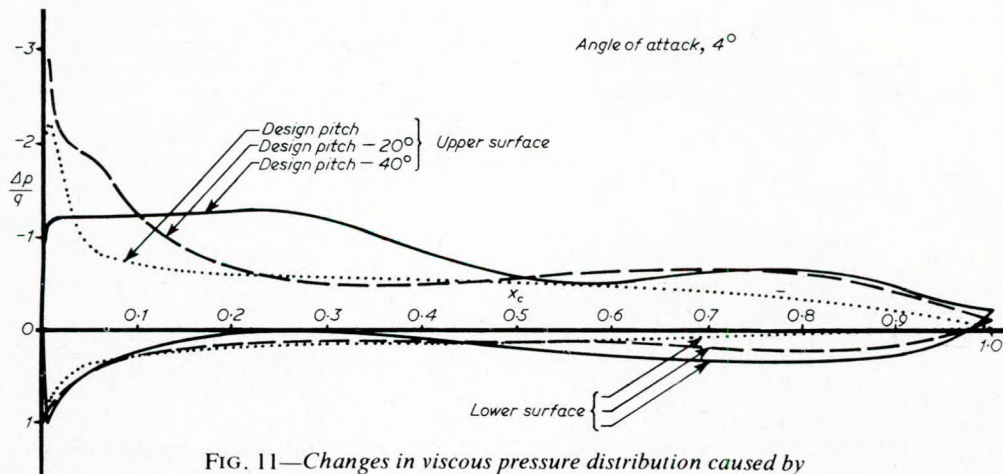 -3
Angle of attack, 4°
-2
Design pitch
Design pitch - 20°
Design pitch - 40°
Upper surface
Δp
q
-1
x_c
0
0·1
0·2
0·3
0·4
0·5
0·6
0·7
0·8
0·9
1·0
Lower surface
1
FIG. 11—Changes in viscous pressure distribution caused by